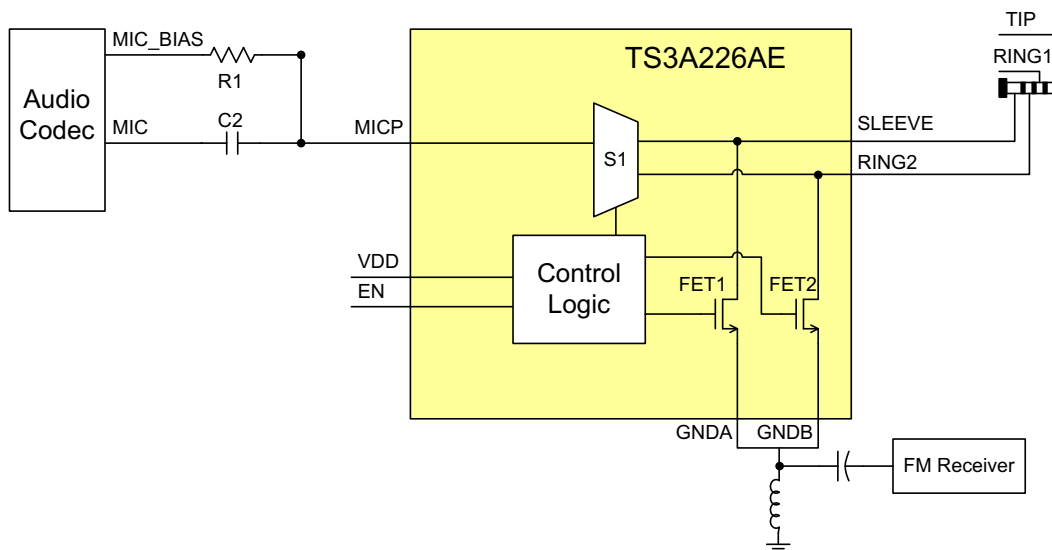 TIP
MIC_BIAS
RING1
TS3A226AE
R1
Audio
Codec
MIC
C2
MICP
SLEEVE
S1
RING2
VDD
EN
Control
Logic
FET1
FET2
GNDA
GNDB
FM Receiver